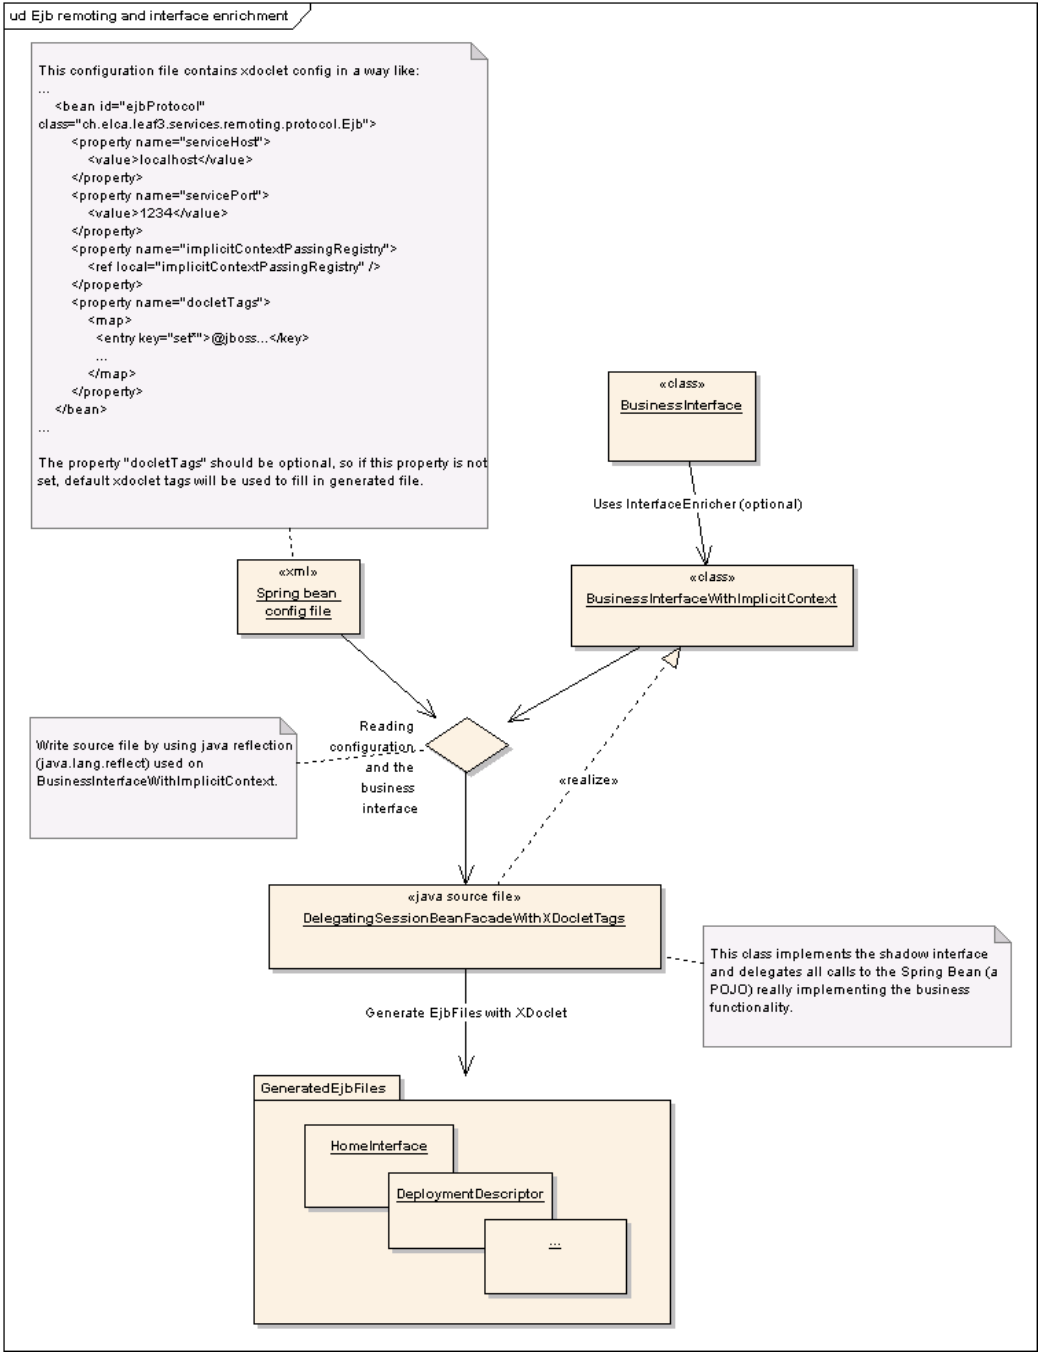 ud Ejb remoting and interface enrichment
This configuration file contains xdoclet config in a way like:
...
<bean id="ejbProtocol"
class="ch.elca.leaf3.services.remoting.protocol.Ejb">
<property name="serviceHost">
<value>localhost</value>
</property>
<property name="servicePort">
<value>1234</value>
</property>
<property name="implicitContextPassingRegistry">
<ref local="implicitContextPassingRegistry" />
</property>
<property name="docletTags">
<map>
<entry key="set*">@jboss...</key>
...
</map>
</property>
</bean>
...
The property "docletTags" should be optional, so if this property is not
set, default xdoclet tags will be used to fill in generated file.
«class»
BusinessInterface
Uses InterfaceEnricher (optional)
«xml»
Spring bean
config file
«class»
BusinessInterfaceWithImplicitContext
Write source file by using java reflection
(java.lang.reflect) used on
BusinessInterfaceWithImplicitContext.
Reading
configuration
and the
business
interface
«realize»
«java source file»
DelegatingSessionBeanFacadeWithXDocletTags
This class implements the shadow interface
and delegates all calls to the Spring Bean (a
POJO) really implementing the business
functionality.
Generate EjbFiles with XDoclet
GeneratedEjbFiles
HomeInterface
DeploymentDescriptor
...